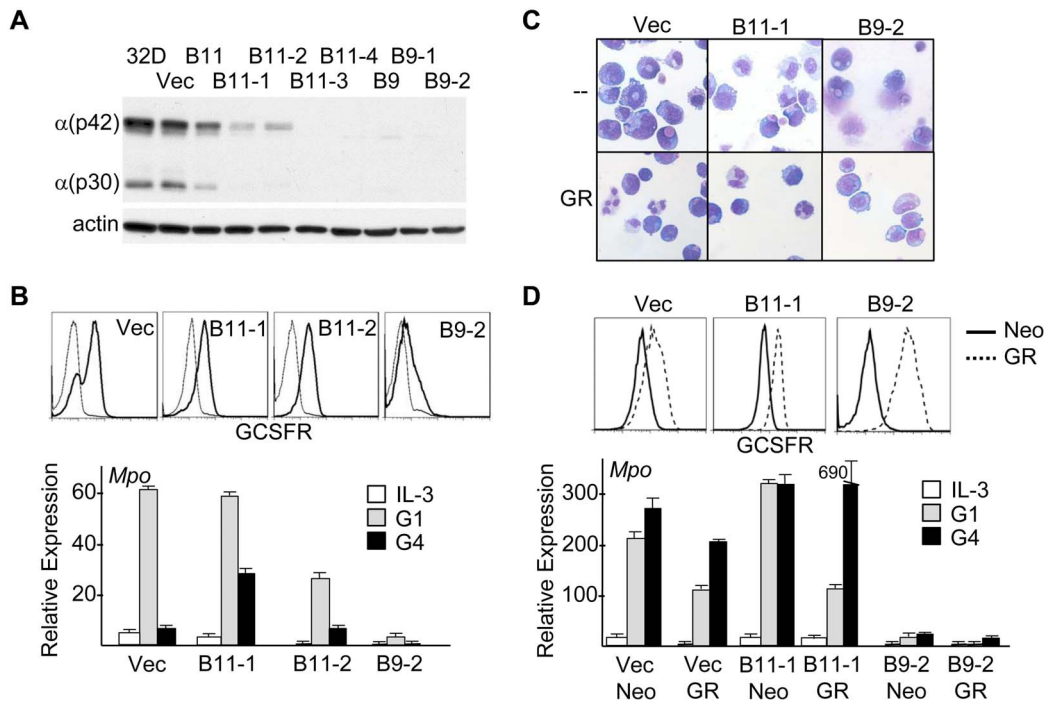 A
32D B11 B11-2 B11-4 B9-1
Vec B11-1 B11-3 B9 B9-2
α(p42)
α(p30)
actin
B
Vec B11-1 B11-2 B9-2
GCSFR
Mpo
Relative Expression
60
40
20
IL-3
G1
G4
Vec B11-1 B11-2 B9-2
C
Vec B11-1 B9-2
--
GR
D
Vec B11-1 B9-2
Neo
GR
GCSFR
Mpo
690
Relative Expression
300
200
100
IL-3
G1
G4
Vec Vec B11-1 B11-1 B9-2 B9-2
Neo GR Neo GR Neo GR